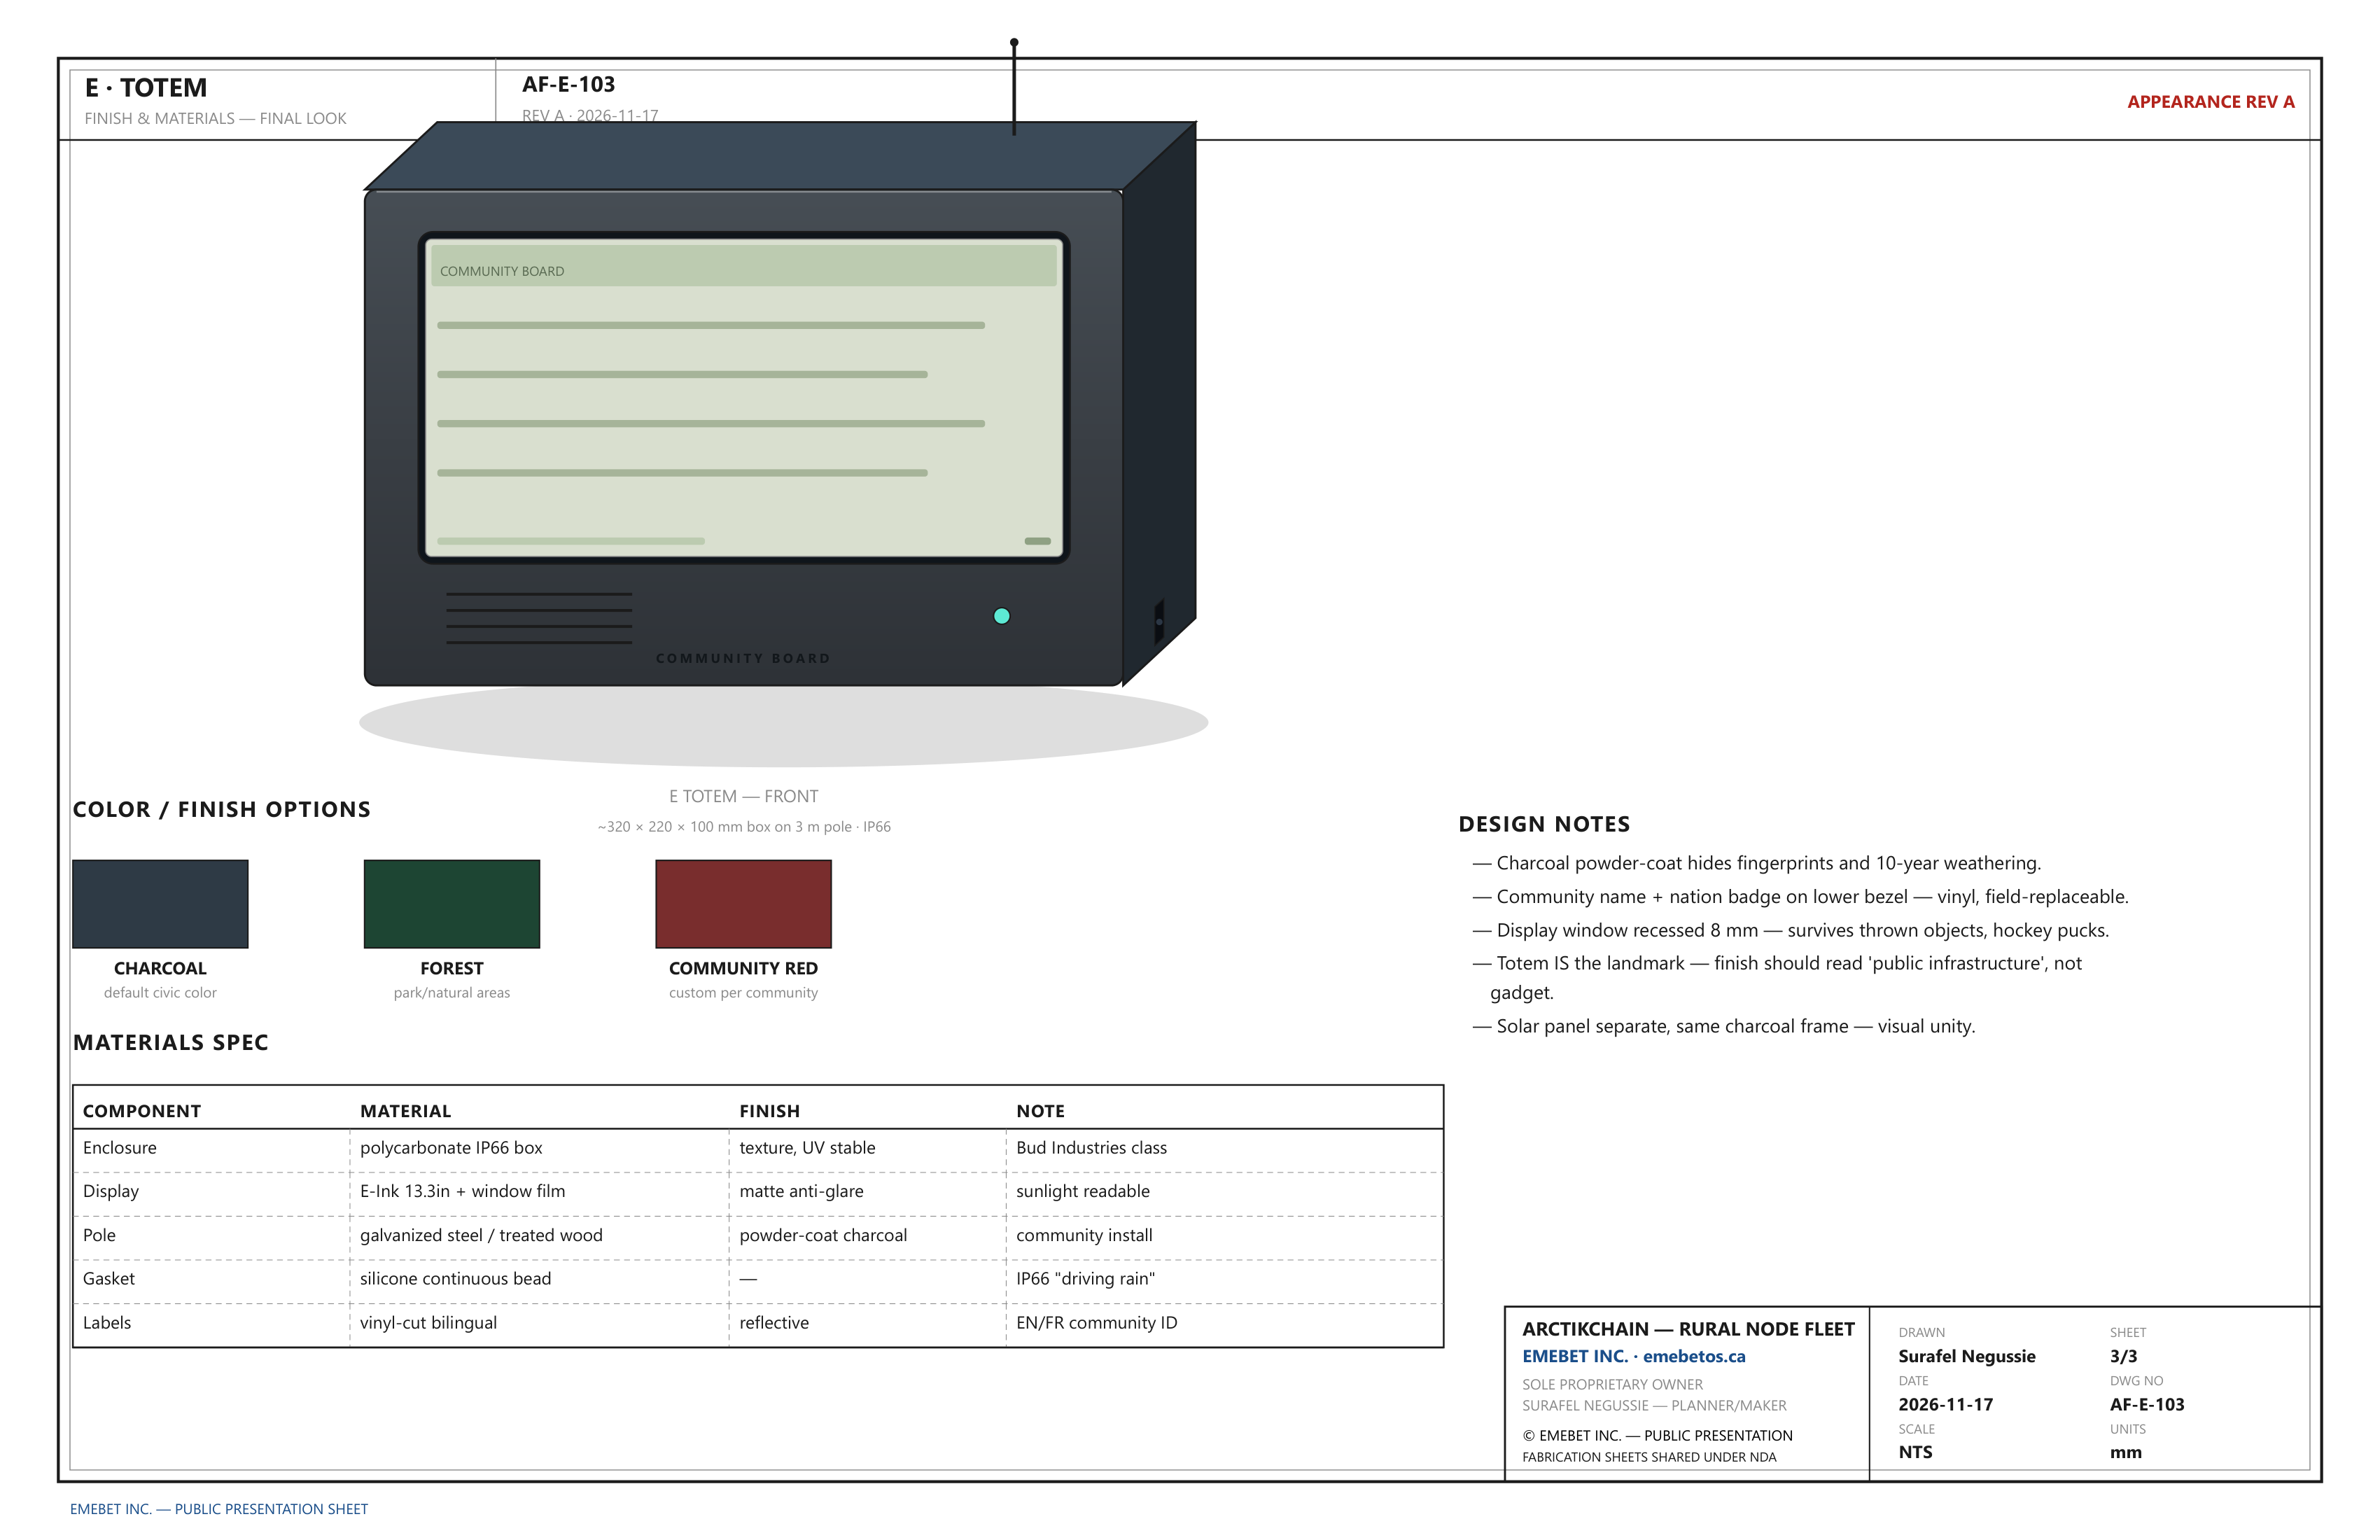 E · TOTEM
FINISH & MATERIALS — FINAL LOOK
AF-E-103
REV A · 2026-11-17
APPEARANCE REV A
COMMUNITY BOARD
COMMUNITY BOARD
E TOTEM — FRONT
~320 × 220 × 100 mm box on 3 m pole · IP66
COLOR / FINISH OPTIONS
CHARCOAL
default civic color
FOREST
park/natural areas
COMMUNITY RED
custom per community
DESIGN NOTES
— Charcoal powder-coat hides fingerprints and 10-year weathering.
— Community name + nation badge on lower bezel — vinyl, field-replaceable.
— Display window recessed 8 mm — survives thrown objects, hockey pucks.
— Totem IS the landmark — finish should read 'public infrastructure', not
gadget.
— Solar panel separate, same charcoal frame — visual unity.
MATERIALS SPEC
COMPONENT MATERIAL FINISH NOTE
Enclosure polycarbonate IP66 box texture, UV stable Bud Industries class
Display E-Ink 13.3in + window film matte anti-glare sunlight readable
Pole galvanized steel / treated wood powder-coat charcoal community install
Gasket silicone continuous bead — IP66 "driving rain"
Labels vinyl-cut bilingual reflective EN/FR community ID
ARCTIKCHAIN — RURAL NODE FLEET
EMEBET INC. · emebetos.ca
SOLE PROPRIETARY OWNER
SURAFEL NEGUSSIE — PLANNER/MAKER
© EMEBET INC. — PUBLIC PRESENTATION
FABRICATION SHEETS SHARED UNDER NDA
DRAWN SHEET
Surafel Negussie 3/3
DATE DWG NO
2026-11-17 AF-E-103
SCALE UNITS
NTS mm
EMEBET INC. — PUBLIC PRESENTATION SHEET